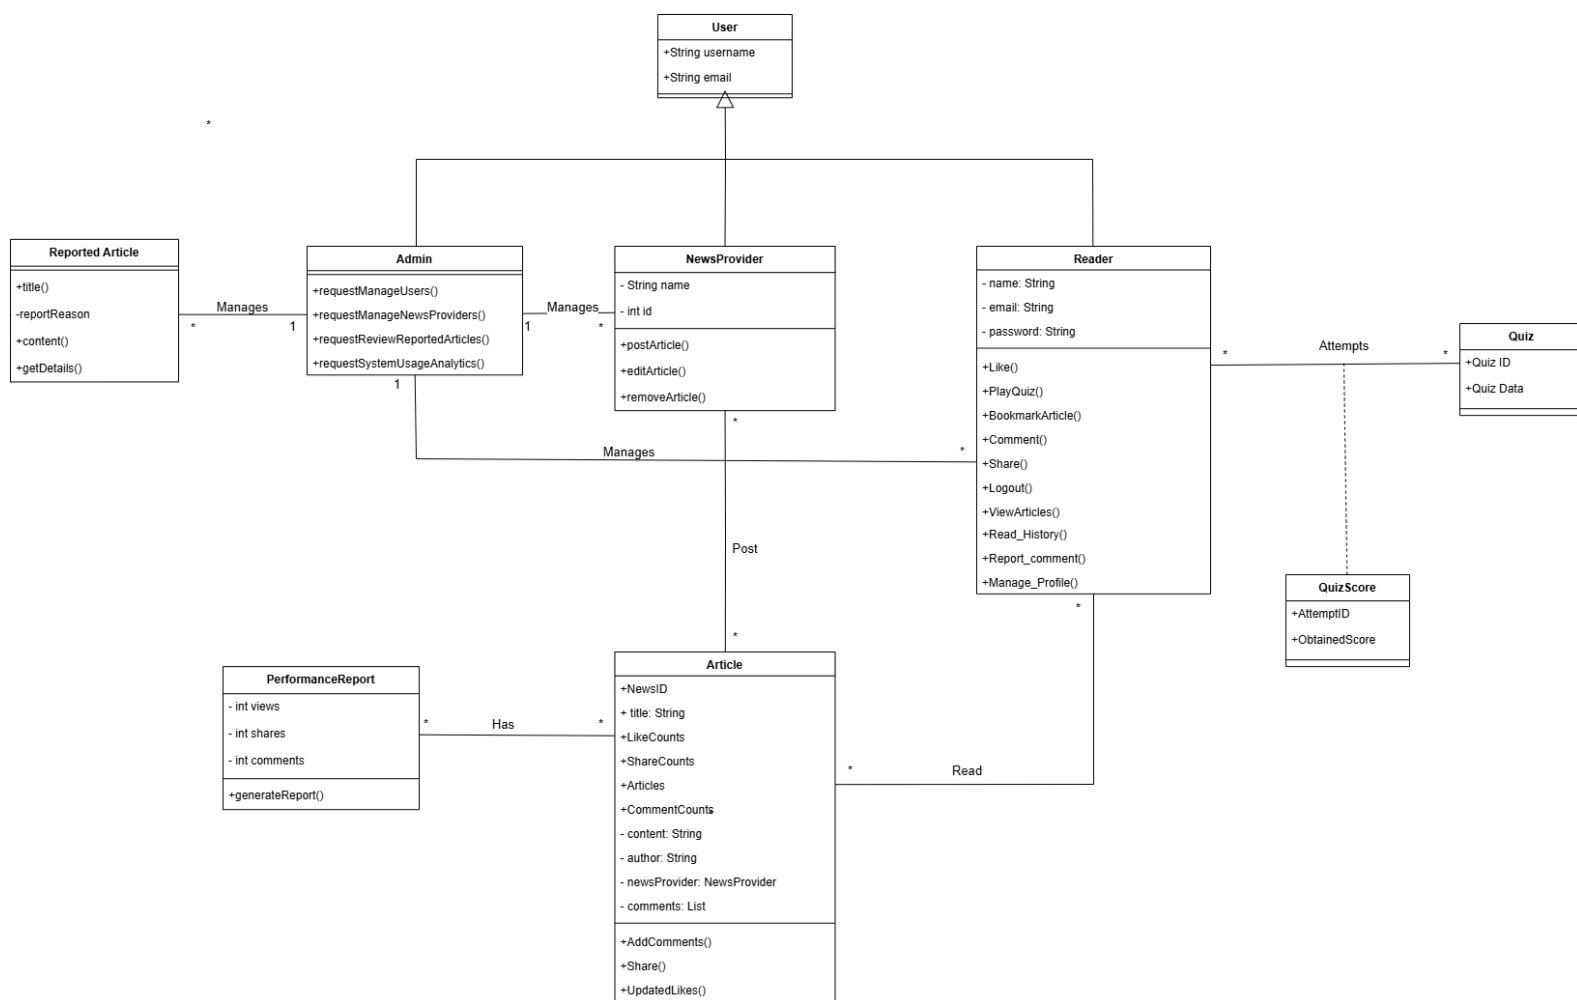 User
+String username
+String email
*
Reported Article
+title()
-reportReason
+content()
+getDetails()
Manages
*
1
Admin
+requestManageUsers()
+requestManageNewsProviders()
+requestReviewReportedArticles()
+requestSystemUsageAnalytics()
1
Manages
1
*
NewsProvider
- String name
- int id
+postArticle()
+editArticle()
+removeArticle()
*
Manages
*
Reader
- name: String
- email: String
- password: String
+Like()
+PlayQuiz()
+BookmarkArticle()
+Comment()
+Share()
+Logout()
+ViewArticles()
+Read_History()
+Report_comment()
+Manage_Profile()
*
*
Attempts
*
Quiz
+Quiz ID
+Quiz Data
QuizScore
+AttemptID
+ObtainedScore
Post
*
PerformanceReport
- int views
- int shares
- int comments
+generateReport()
*
Has
*
Article
+NewsID
+ title: String
+LikeCounts
+ShareCounts
+Articles
+CommentCounts
- content: String
- author: String
- newsProvider: NewsProvider
- comments: List
+AddComments()
+Share()
+UpdatedLikes()
*
Read